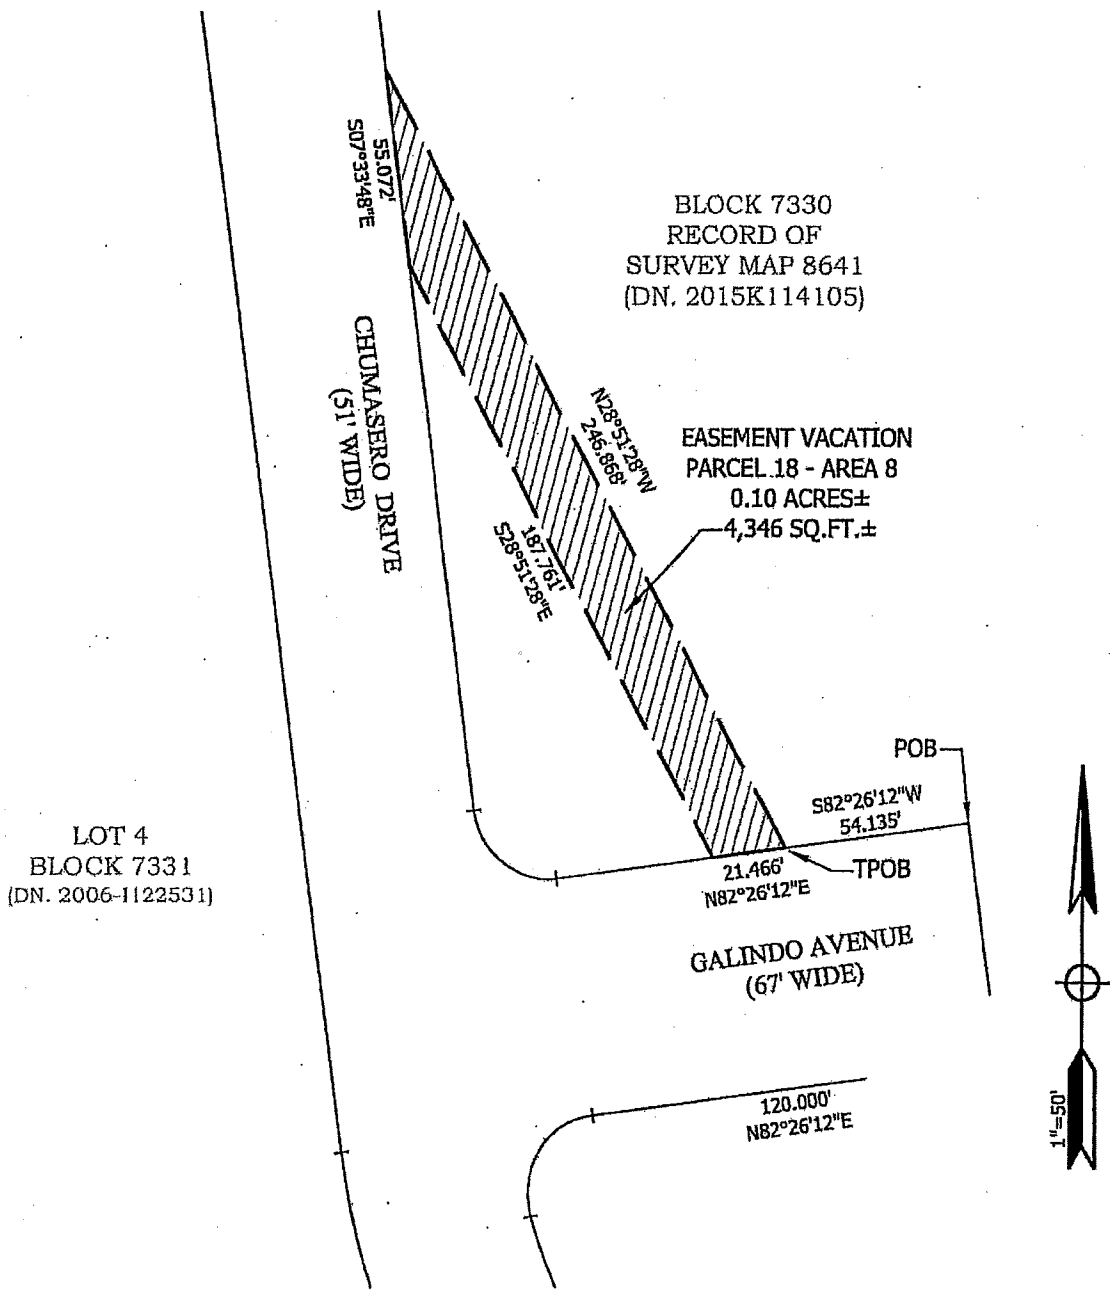 55.072'
S07°33'48"E
BLOCK 7330
RECORD OF
SURVEY MAP 8641
(DN. 2015K114105)
CHUMASERO DRIVE
(51' WIDE)
N28°51'28"W
246.868'
EASEMENT VACATION
PARCEL 18 - AREA 8
0.10 ACRES±
4,346 SQ.FT.±
187.761'
S28°51'28"E
POB
S82°26'12"W
54.135'
LOT 4
BLOCK 7331
(DN. 2006-I122531)
21.466'
N82°26'12"E
TPOB
GALINDO AVENUE
(67' WIDE)
120.000'
N82°26'12"E
1"=50'